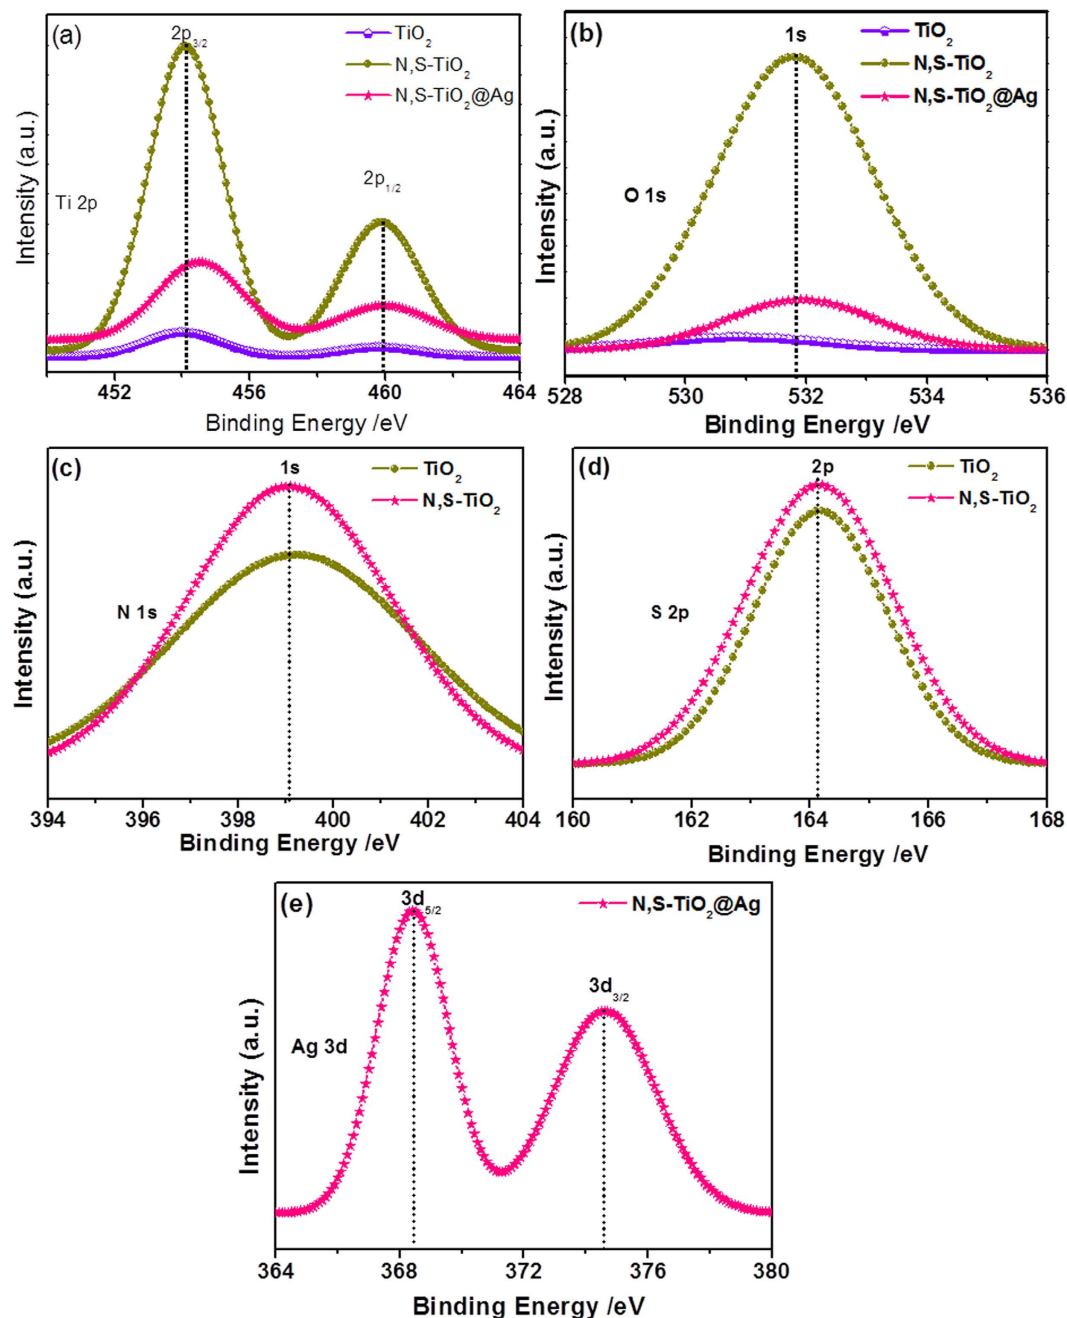 (a)
2p3/2
TiO2
N,S-TiO2
N,S-TiO2@Ag
2p1/2
Ti 2p
Intensity (a.u.)
452 456 460 464
Binding Energy /eV
(b)
1s
TiO2
N,S-TiO2
N,S-TiO2@Ag
O 1s
Intensity (a.u.)
528 530 532 534 536
Binding Energy /eV
(c)
1s
TiO2
N,S-TiO2
N 1s
Intensity (a.u.)
394 396 398 400 402 404
Binding Energy /eV
(d)
2p
TiO2
N,S-TiO2
S 2p
Intensity (a.u.)
160 162 164 166 168
Binding Energy /eV
(e)
3d5/2
N,S-TiO2@Ag
3d3/2
Ag 3d
Intensity (a.u.)
364 368 372 376 380
Binding Energy /eV